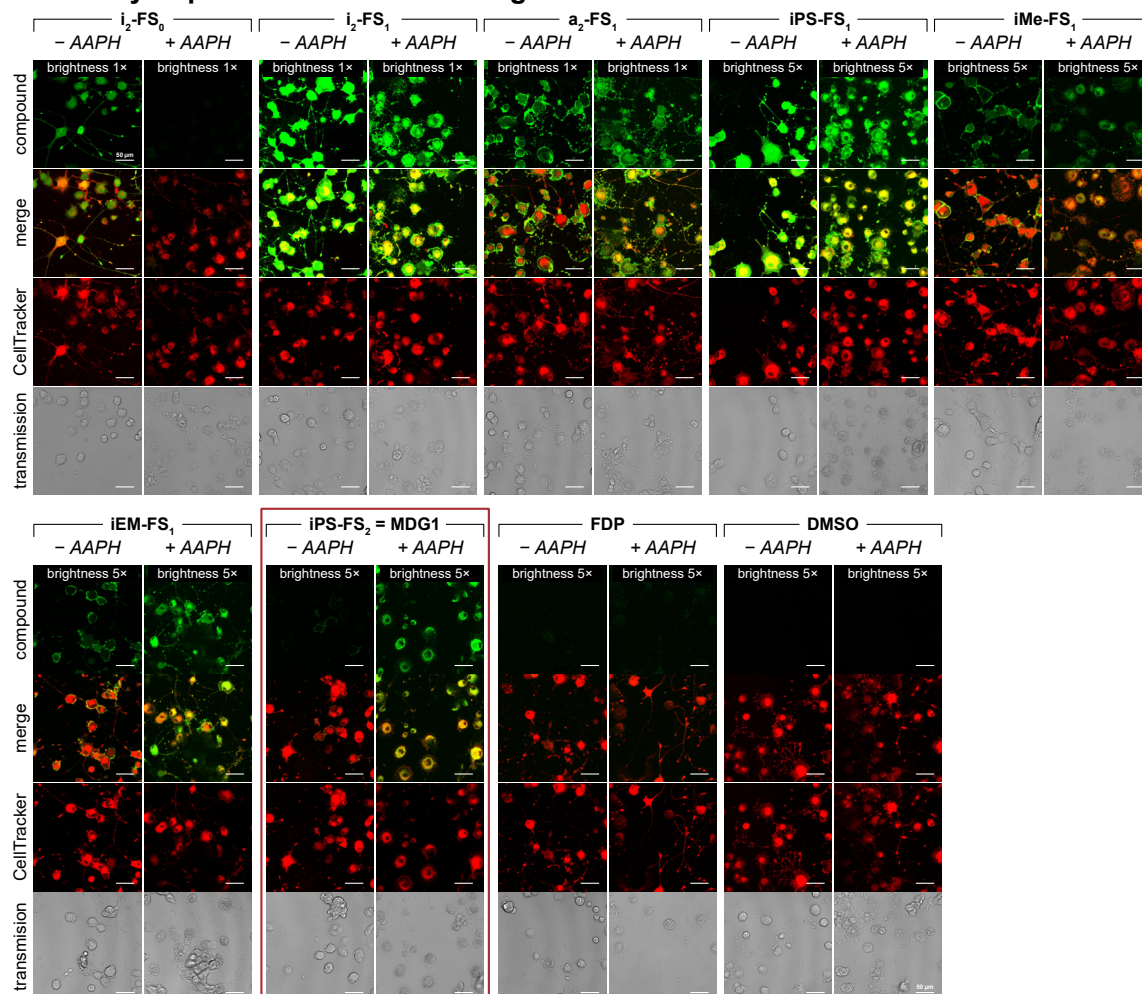 i₂-FS₀ i₂-FS₁ a₂-FS₁ iPS-FS₁ iMe-FS₁
– AAPH + AAPH – AAPH + AAPH – AAPH + AAPH – AAPH + AAPH – AAPH + AAPH
brightness 1× brightness 1× brightness 1× brightness 1× brightness 1× brightness 1× brightness 5× brightness 5× brightness 5× brightness 5×
compound
50 µm
merge
CellTracker
transmission
iEM-FS₁ iPS-FS₂ = MDG1 FDP DMSO
– AAPH + AAPH – AAPH + AAPH – AAPH + AAPH – AAPH + AAPH
brightness 5× brightness 5× brightness 5× brightness 5× brightness 5× brightness 5× brightness 5× brightness 5×
compound
merge
CellTracker
transmision
50 µm